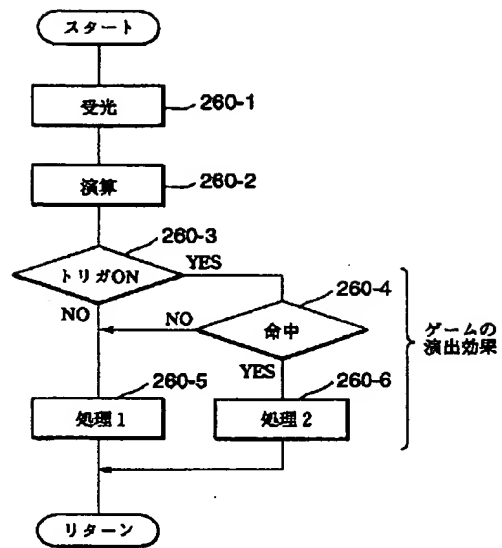 スタート
受光
260-1
演算
260-2
260-3
トリガON
YES
NO
260-4
命中
NO
YES
ゲームの
演出効果
260-5
処理1
260-6
処理2
リターン